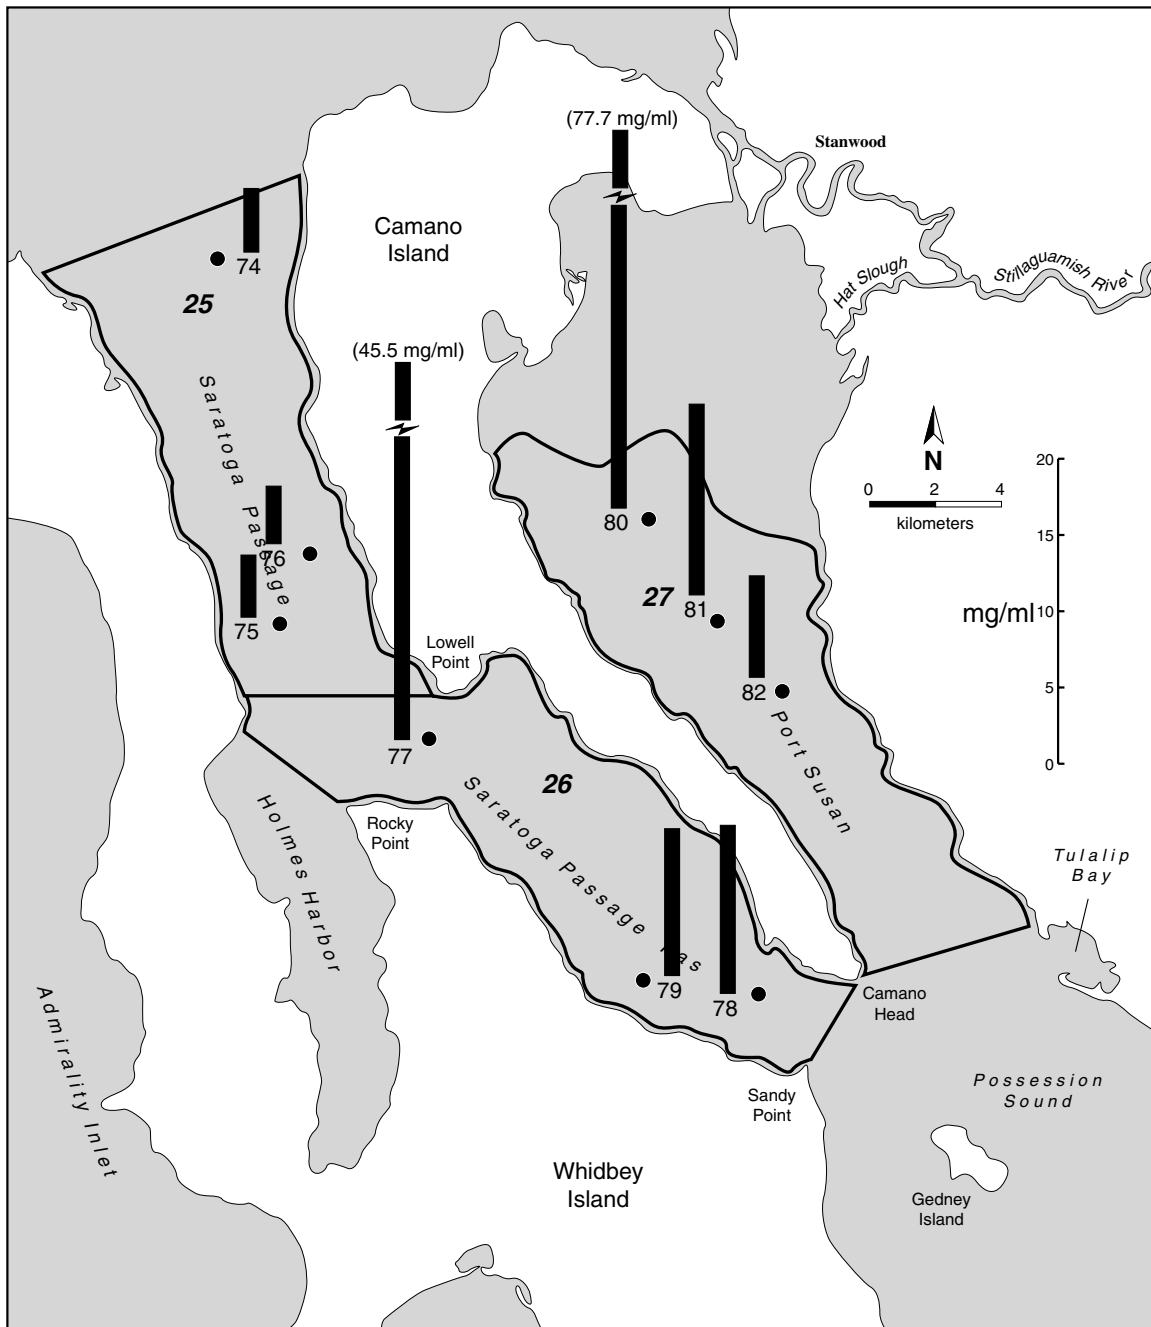 (77.7 mg/ml)
Stanwood
Camano
Island
74
Hat Slough
Stillaguamish River
25
(45.5 mg/ml)
Saratoga Passage
N
0 2 4
kilometers
20
15
mg/ml 10
5
0
76
75
80
27
81
82
Lowell
Point
Port Susan
77
26
Saratoga Passage
Pas
Rocky
Point
Holmes Harbor
Tulalip
Bay
79
78
Camano
Head
Admirality Inlet
Possession
Sound
Sandy
Point
Whidbey
Island
Gedney
Island